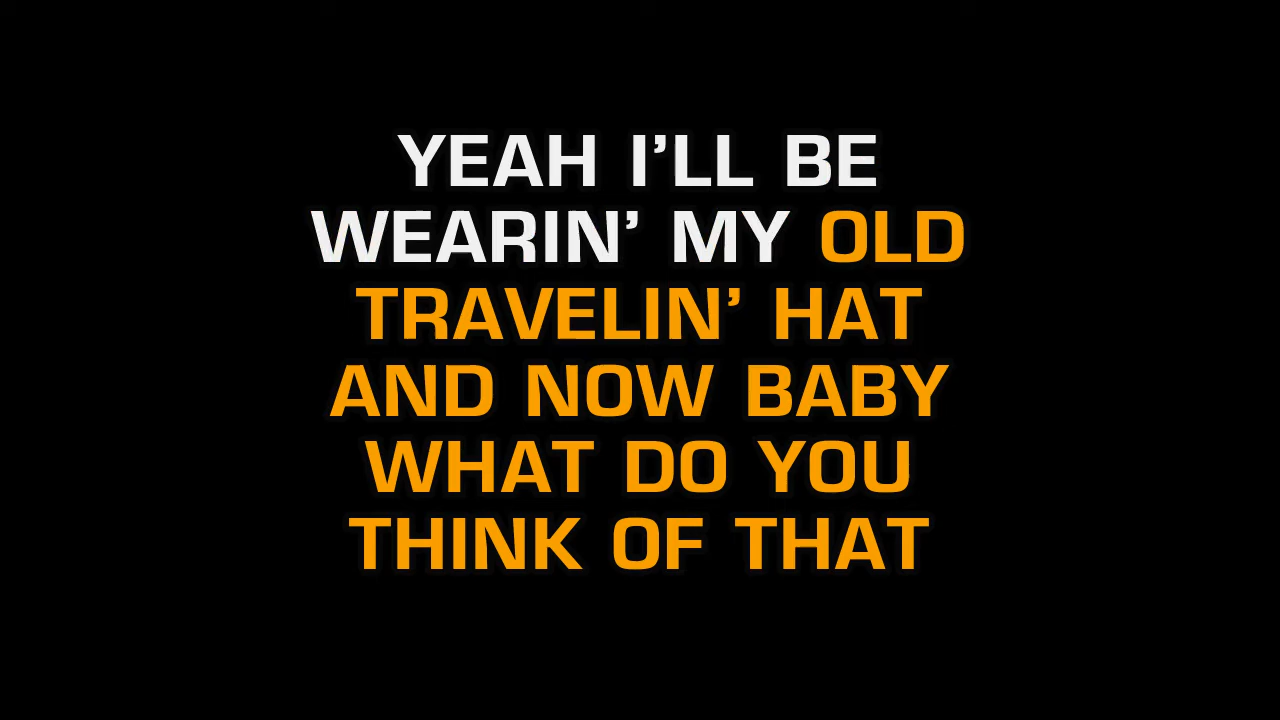 YEAH I’LL BE
WEARIN’ MY OLD
TRAVELIN’ HAT
AND NOW BABY
WHAT DO YOU
THINK OF THAT